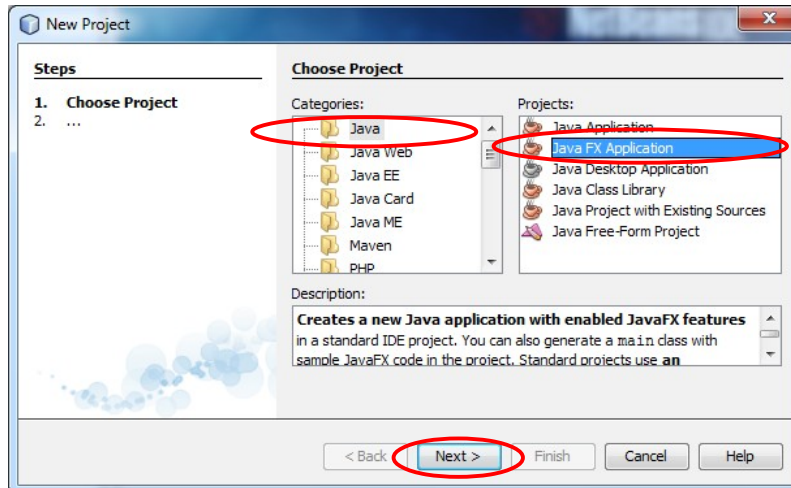 New Project
Steps
1. Choose Project
2. ...
Choose Project
Categories:
Java
Java Web
Java EE
Java Card
Java ME
Maven
PHP
Projects:
Java Application
Java FX Application
Java Desktop Application
Java Class Library
Java Project with Existing Sources
Java Free-Form Project
Description:
Creates a new Java application with enabled JavaFX features
in a standard IDE project. You can also generate a main class with
sample JavaFX code in the project. Standard projects use an
< Back
Next >
Finish
Cancel
Help